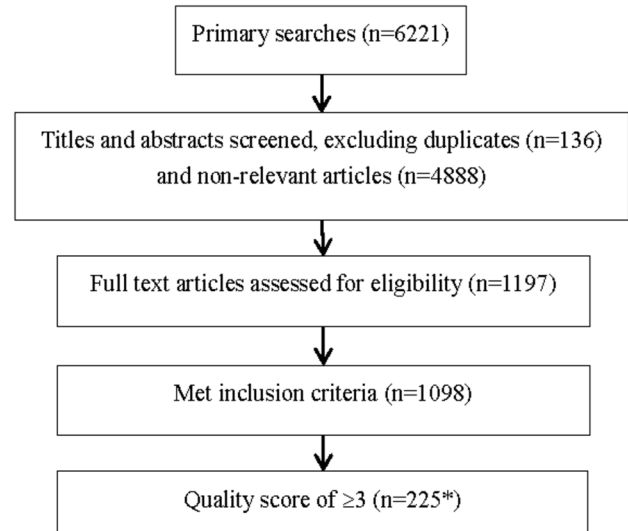 Primary searches (n=6221)
Titles and abstracts screened, excluding duplicates (n=136)
and non-relevant articles (n=4888)
Full text articles assessed for eligibility (n=1197)
Met inclusion criteria (n=1098)
Quality score of ≥3 (n=225*)